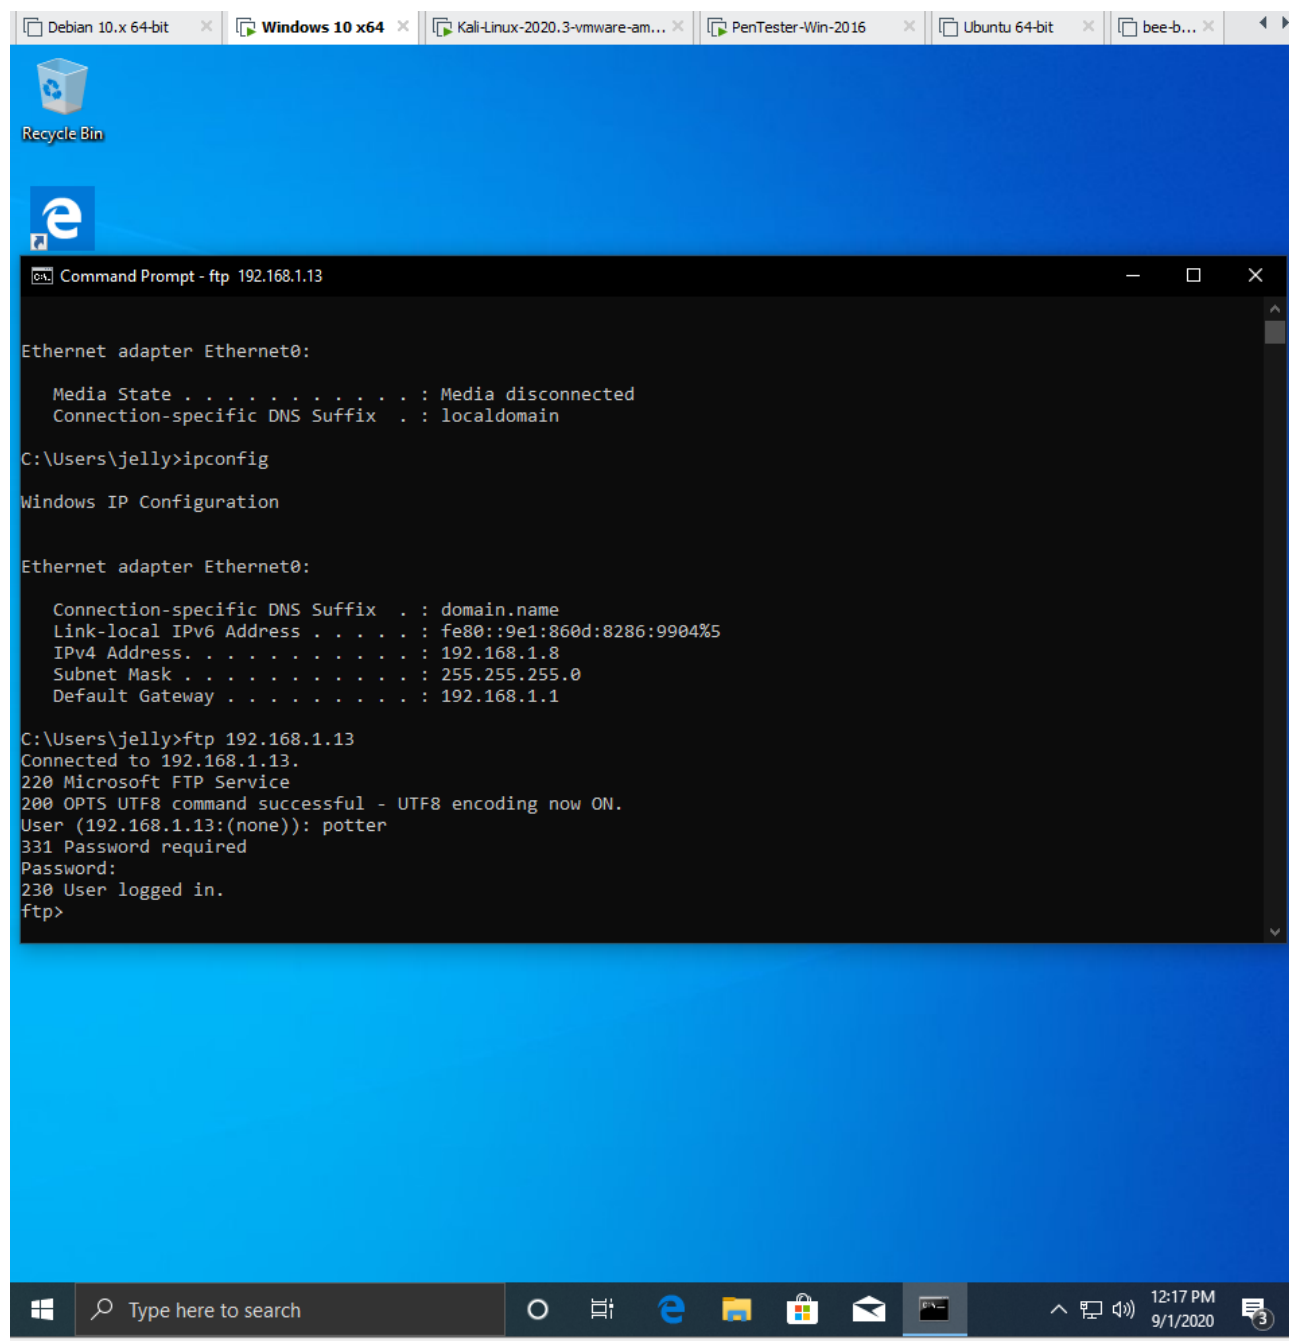 Debian 10.x 64-bit
Windows 10 x64
Kali-Linux-2020.3-vmware-am...
PenTester-Win-2016
Ubuntu 64-bit
bee-b...
Recycle Bin
Command Prompt - ftp 192.168.1.13
Ethernet adapter Ethernet0:
Media State . . . . . . . . . . . : Media disconnected
Connection-specific DNS Suffix  . : localdomain
C:\Users\jelly>ipconfig
Windows IP Configuration
Ethernet adapter Ethernet0:
Connection-specific DNS Suffix  . : domain.name
Link-local IPv6 Address . . . . . : fe80::9e1:860d:8286:9904%5
IPv4 Address. . . . . . . . . . . : 192.168.1.8
Subnet Mask . . . . . . . . . . . : 255.255.255.0
Default Gateway . . . . . . . . . : 192.168.1.1
C:\Users\jelly>ftp 192.168.1.13
Connected to 192.168.1.13.
220 Microsoft FTP Service
200 OPTS UTF8 command successful - UTF8 encoding now ON.
User (192.168.1.13:(none)): potter
331 Password required
Password:
230 User logged in.
ftp>
Type here to search
12:17 PM
9/1/2020
3